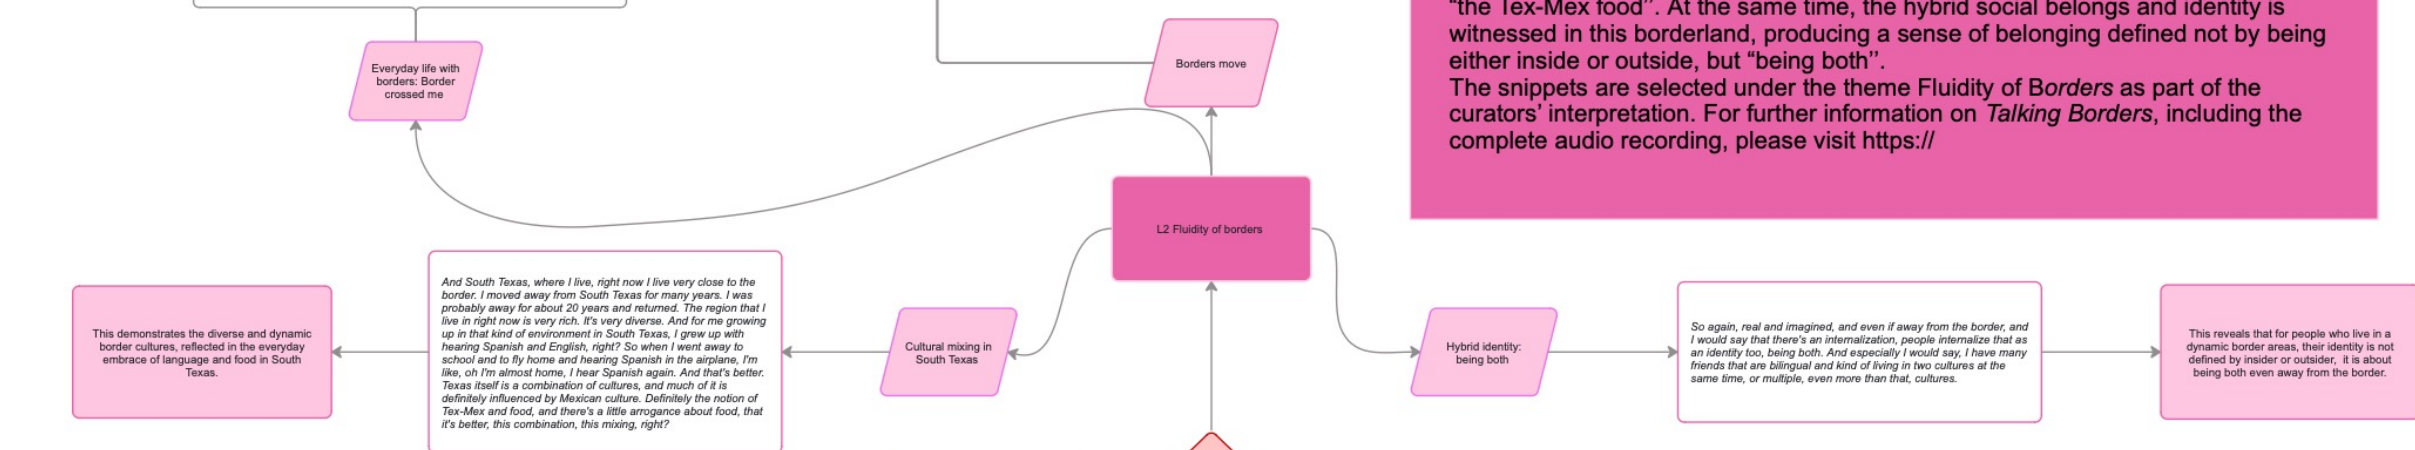 "the Tex-Mex food". At the same time, the hybrid social belongs and identity is
witnessed in this borderland, producing a sense of belonging defined not by being
either inside or outside, but "being both".
The snippets are selected under the theme Fluidity of Borders as part of the
curators' interpretation. For further information on Talking Borders, including the
complete audio recording, please visit https://
Everyday life with
borders: Border
crossed me
Borders move
L2 Fluidity of borders
This demonstrates the diverse and dynamic
border cultures, reflected in the everyday
embrace of language and food in South
Texas.
And South Texas, where I live, right now I live very close to the
border. I moved away from South Texas for many years. I was
probably away for about 20 years and returned. The region that I
live in right now is very rich. It's very diverse. And for me growing
up in that kind of environment in South Texas, I grew up with
hearing Spanish and English, right? So when I went away to
school and to fly home and hearing Spanish in the airplane, I'm
like, oh I'm almost home, I hear Spanish again. And that's better.
Texas itself is a combination of cultures, and much of it is
definitely influenced by Mexican culture. Definitely the notion of
Tex-Mex and food, and there's a little arrogance about food, that
it's better, this combination, this mixing, right?
Cultural mixing in
South Texas
Hybrid identity:
being both
So again, real and imagined, and even if away from the border, and
I would say that there's an internalization, people internalize that as
an identity too, being both. And especially I would say, I have many
friends that are bilingual and kind of living in two cultures at the
same time, or multiple, even more than that, cultures.
This reveals that for people who live in a
dynamic border areas, their identity is not
defined by insider or outsider, it is about
being both even away from the border.